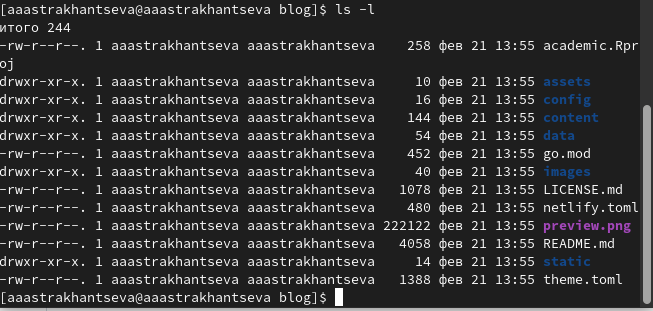 [aaastrakhantseva@aaastrakhantseva blog]$ ls -l
итого 244
-rw-r--r--. 1 aaastrakhantseva aaastrakhantseva    258 фев 21 13:55 academic.Rpr
oj
drwxr-xr-x. 1 aaastrakhantseva aaastrakhantseva     10 фев 21 13:55 assets
drwxr-xr-x. 1 aaastrakhantseva aaastrakhantseva     16 фев 21 13:55 config
drwxr-xr-x. 1 aaastrakhantseva aaastrakhantseva    144 фев 21 13:55 content
drwxr-xr-x. 1 aaastrakhantseva aaastrakhantseva     54 фев 21 13:55 data
-rw-r--r--. 1 aaastrakhantseva aaastrakhantseva    452 фев 21 13:55 go.mod
drwxr-xr-x. 1 aaastrakhantseva aaastrakhantseva     40 фев 21 13:55 images
-rw-r--r--. 1 aaastrakhantseva aaastrakhantseva   1078 фев 21 13:55 LICENSE.md
-rw-r--r--. 1 aaastrakhantseva aaastrakhantseva    480 фев 21 13:55 netlify.toml
-rw-r--r--. 1 aaastrakhantseva aaastrakhantseva 222122 фев 21 13:55 preview.png
-rw-r--r--. 1 aaastrakhantseva aaastrakhantseva   4058 фев 21 13:55 README.md
drwxr-xr-x. 1 aaastrakhantseva aaastrakhantseva     14 фев 21 13:55 static
-rw-r--r--. 1 aaastrakhantseva aaastrakhantseva   1388 фев 21 13:55 theme.toml
[aaastrakhantseva@aaastrakhantseva blog]$